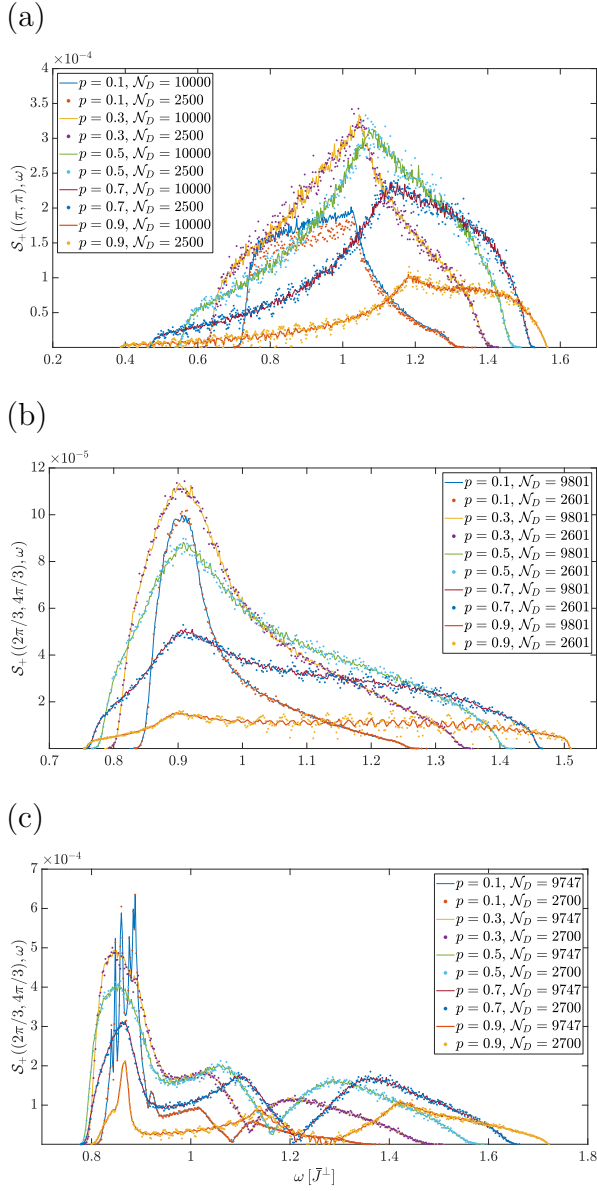 (a)
×10⁻⁴
4
3.5
3
2.5
2
1.5
1
0.5
𝒮₊((π, π), ω)
p = 0.1, 𝒩_D = 10000
p = 0.1, 𝒩_D = 2500
p = 0.3, 𝒩_D = 10000
p = 0.3, 𝒩_D = 2500
p = 0.5, 𝒩_D = 10000
p = 0.5, 𝒩_D = 2500
p = 0.7, 𝒩_D = 10000
p = 0.7, 𝒩_D = 2500
p = 0.9, 𝒩_D = 10000
p = 0.9, 𝒩_D = 2500
0.2 0.4 0.6 0.8 1 1.2 1.4 1.6
(b)
×10⁻⁵
12
10
8
6
4
2
𝒮₊((2π/3, 4π/3), ω)
p = 0.1, 𝒩_D = 9801
p = 0.1, 𝒩_D = 2601
p = 0.3, 𝒩_D = 9801
p = 0.3, 𝒩_D = 2601
p = 0.5, 𝒩_D = 9801
p = 0.5, 𝒩_D = 2601
p = 0.7, 𝒩_D = 9801
p = 0.7, 𝒩_D = 2601
p = 0.9, 𝒩_D = 9801
p = 0.9, 𝒩_D = 2601
0.7 0.8 0.9 1 1.1 1.2 1.3 1.4 1.5
(c)
×10⁻⁴
7
6
5
4
3
2
1
𝒮₊((2π/3, 4π/3), ω)
p = 0.1, 𝒩_D = 9747
p = 0.1, 𝒩_D = 2700
p = 0.3, 𝒩_D = 9747
p = 0.3, 𝒩_D = 2700
p = 0.5, 𝒩_D = 9747
p = 0.5, 𝒩_D = 2700
p = 0.7, 𝒩_D = 9747
p = 0.7, 𝒩_D = 2700
p = 0.9, 𝒩_D = 9747
p = 0.9, 𝒩_D = 2700
0.8 1 1.2 1.4 1.6 1.8
ω [J̄^⊥]